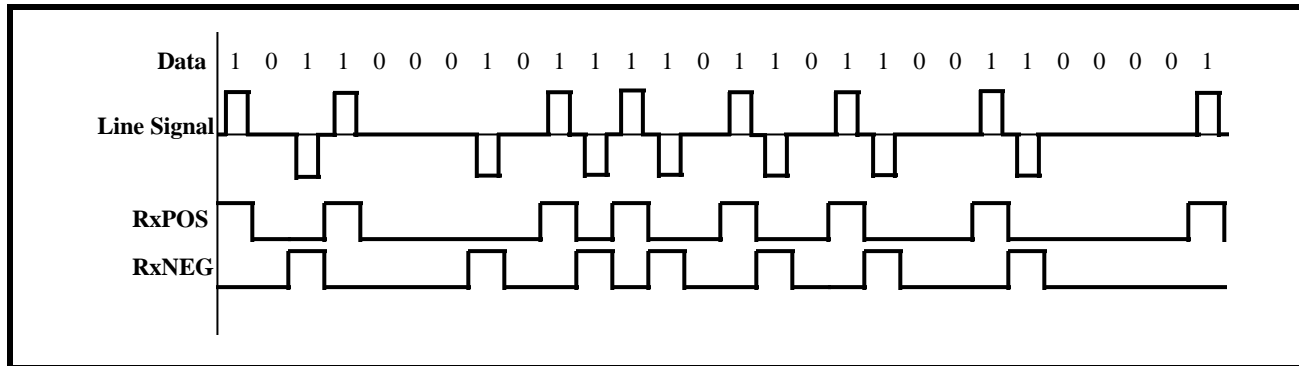 Data 1 0 1 1 0 0 0 1 0 1 1 1 1 0 1 1 0 1 1 0 0 1 1 0 0 0 0 1
Line Signal
RxPOS
RxNEG